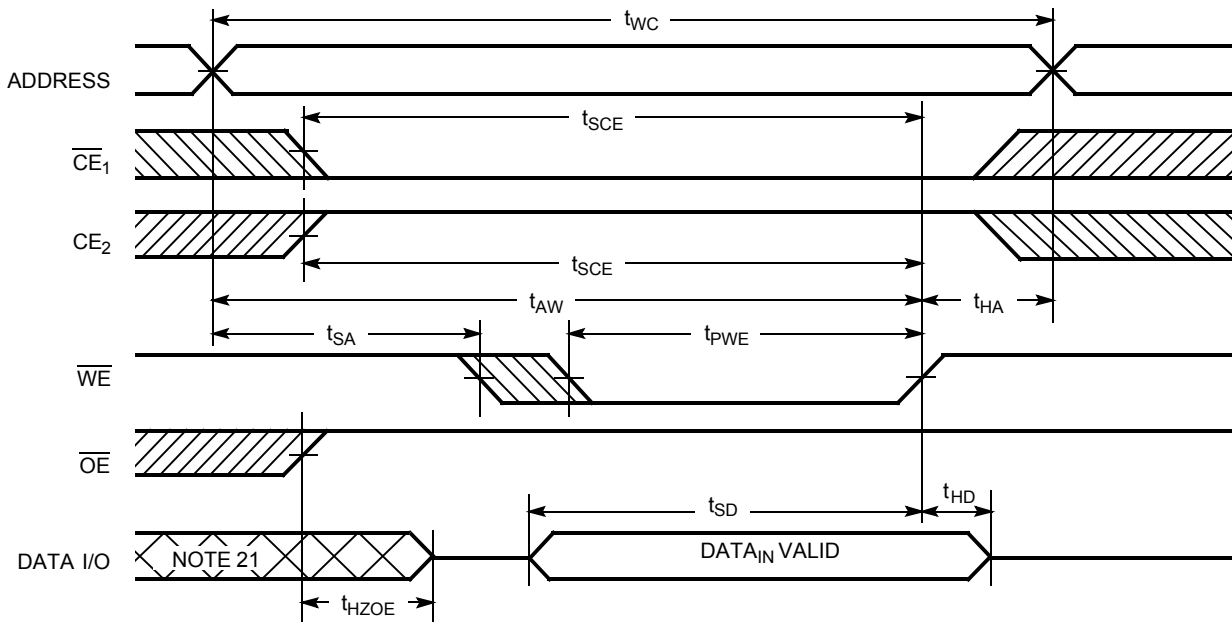 tWC
ADDRESS
tSCE
CE1
CE2
tSCE
tAW
tHA
tSA
tPWE
WE
OE
tSD
tHD
DATA I/O
NOTE 21
DATAIN VALID
tHZOE